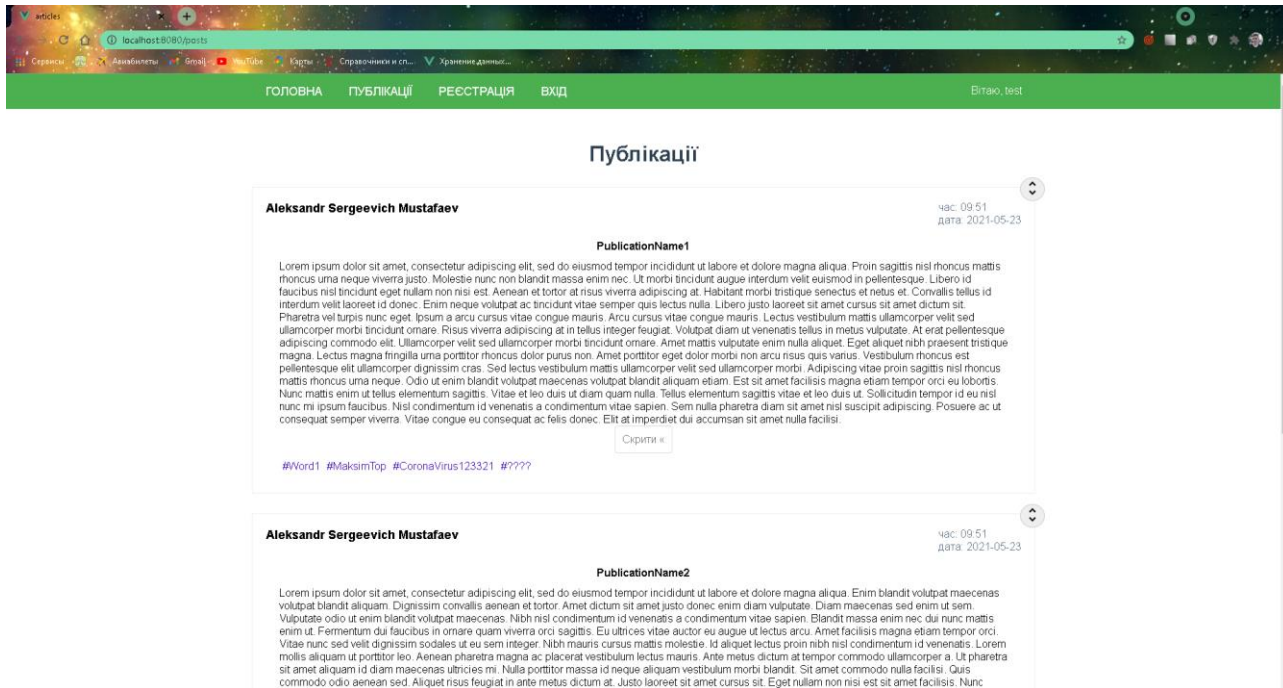 articles
localhost:8080/posts
Сервисы Авиабилеты Gmail YouTube Карты Справочники и сп... Хранение данных...
ГОЛОВНА ПУБЛІКАЦІЇ РЕЄСТРАЦІЯ ВХІД Вітаю, test
Публікації
Aleksandr Sergeevich Mustafaev
час: 09:51
дата: 2021-05-23
PublicationName1
Lorem ipsum dolor sit amet, consectetur adipiscing elit, sed do eiusmod tempor incididunt ut labore et dolore magna aliqua. Proin sagittis nisl rhoncus mattis
rhoncus urna neque viverra justo. Molestie nunc non blandit massa enim nec. Ut morbi tincidunt augue interdum velit euismod in pellentesque. Libero id
faucibus nisl tincidunt eget nullam non nisi est. Aenean et tortor at risus viverra adipiscing at. Habitant morbi tristique senectus et netus et. Convallis tellus id
interdum velit laoreet id donec. Enim neque volutpat ac tincidunt vitae semper quis lectus nulla. Libero justo laoreet sit amet cursus sit amet dictum sit.
Pharetra vel turpis nunc eget. Ipsum a arcu cursus vitae congue mauris. Arcu cursus vitae congue mauris. Lectus vestibulum mattis ullamcorper velit sed
ullamcorper morbi tincidunt ornare. Risus viverra adipiscing at in tellus integer feugiat. Volutpat diam ut venenatis tellus in metus vulputate. At erat pellentesque
adipiscing commodo elit. Ullamcorper velit sed ullamcorper morbi tincidunt ornare. Amet mattis vulputate enim nulla aliquet. Eget aliquet nibh praesent tristique
magna. Lectus magna fringilla urna porttitor rhoncus dolor purus non. Amet porttitor eget dolor morbi non arcu risus quis varius. Vestibulum rhoncus est
pellentesque elit ullamcorper dignissim cras. Sed lectus vestibulum mattis ullamcorper velit sed ullamcorper morbi. Adipiscing vitae proin sagittis nisl rhoncus
mattis rhoncus urna neque. Odio ut enim blandit volutpat maecenas volutpat blandit aliquam etiam. Est sit amet facilisis magna etiam tempor orci eu lobortis.
Nunc mattis enim ut tellus elementum sagittis. Vitae et leo duis ut diam quam nulla. Tellus elementum sagittis vitae et leo duis ut. Sollicitudin tempor id eu nisl
nunc mi ipsum faucibus. Nisl condimentum id venenatis a condimentum vitae sapien. Sem nulla pharetra diam sit amet nisl suscipit adipiscing. Posuere ac ut
consequat semper viverra. Vitae congue eu consequat ac felis donec. Elit at imperdiet dui accumsan sit amet nulla facilisi.
Скрити «
#Word1 #MaksimTop #CoronaVirus123321 #????
Aleksandr Sergeevich Mustafaev
час: 09:51
дата: 2021-05-23
PublicationName2
Lorem ipsum dolor sit amet, consectetur adipiscing elit, sed do eiusmod tempor incididunt ut labore et dolore magna aliqua. Enim blandit volutpat maecenas
volutpat blandit aliquam. Dignissim convallis aenean et tortor. Amet dictum sit amet justo donec enim diam vulputate. Diam maecenas sed enim ut sem.
Vulputate odio ut enim blandit volutpat maecenas. Nibh nisl condimentum id venenatis a condimentum vitae sapien. Blandit massa enim nec dui nunc mattis
enim ut. Fermentum dui faucibus in ornare quam viverra orci sagittis. Eu ultrices vitae auctor eu augue ut lectus arcu. Amet facilisis magna etiam tempor orci.
Vitae nunc sed velit dignissim sodales ut eu sem integer. Nibh mauris cursus mattis molestie. Id aliquet lectus proin nibh nisl condimentum id venenatis. Lorem
mollis aliquam ut porttitor leo. Aenean pharetra magna ac placerat vestibulum lectus mauris. Ante metus dictum at tempor commodo ullamcorper a. Ut pharetra
sit amet aliquam id diam maecenas ultricies mi. Nulla porttitor massa id neque aliquam vestibulum morbi blandit. Sit amet commodo nulla facilisi. Quis
commodo odio aenean sed. Aliquet risus feugiat in ante metus dictum at. Justo laoreet sit amet cursus sit. Eget nullam non nisi est sit amet facilisis. Nunc